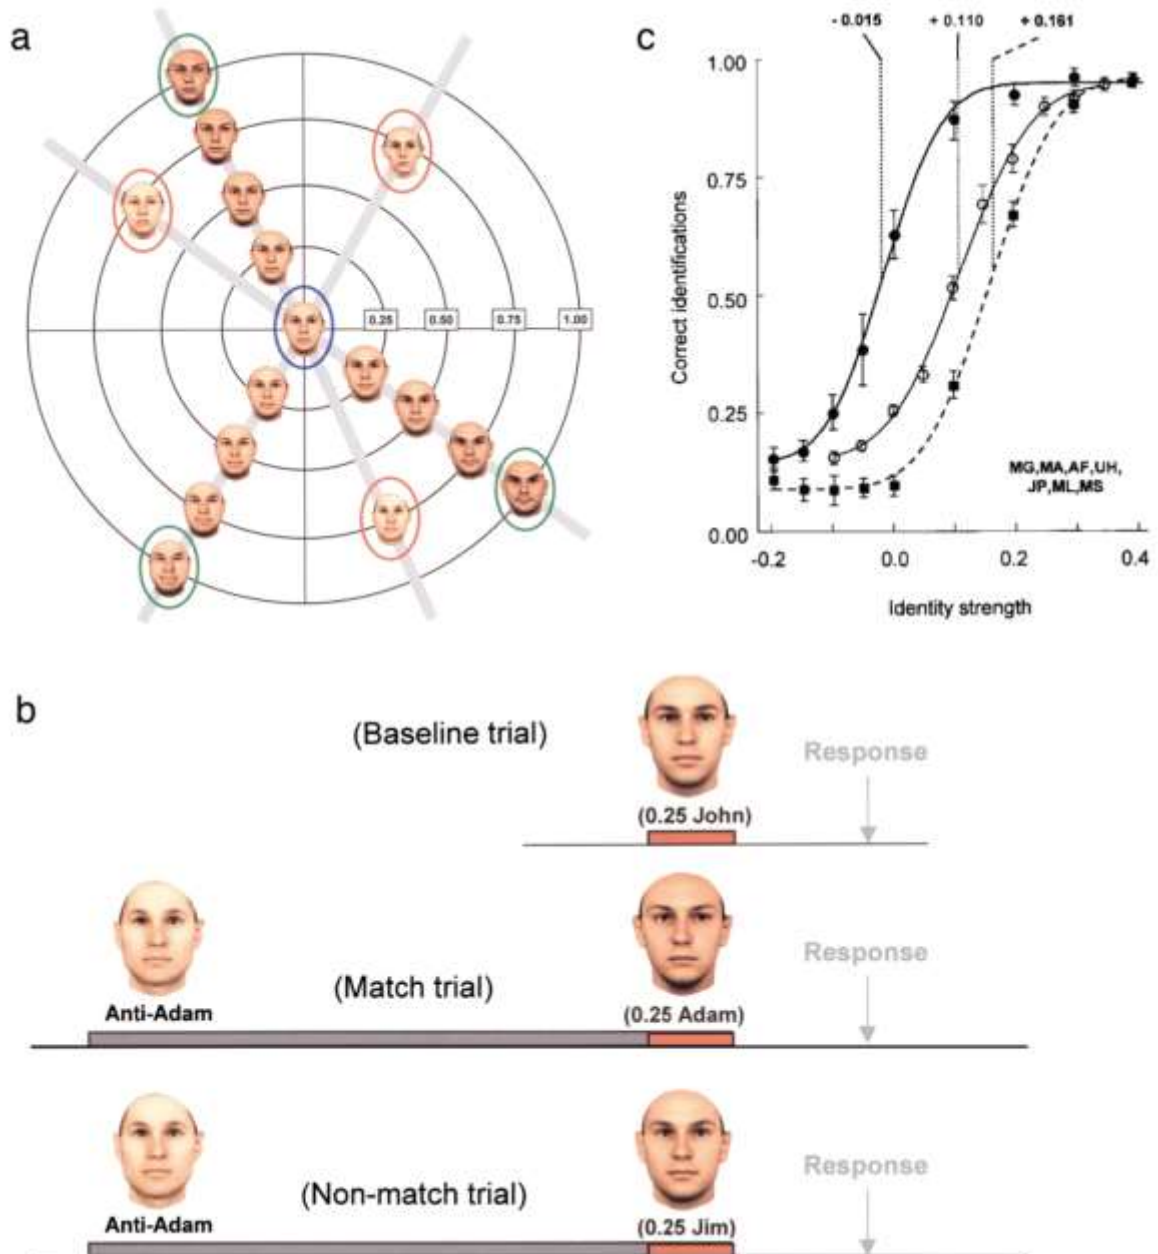 a
0.25
0.50
0.75
1.00
c
- 0.015
+ 0.110
+ 0.161
1.00
0.75
0.50
0.25
0.00
Correct identifications
MG,MA,AF,UH,
JP,ML,MS
-0.2
0.0
0.2
0.4
Identity strength
b
(Baseline trial)
(0.25 John)
Response
Anti-Adam
(Match trial)
(0.25 Adam)
Response
Anti-Adam
(Non-match trial)
(0.25 Jim)
Response